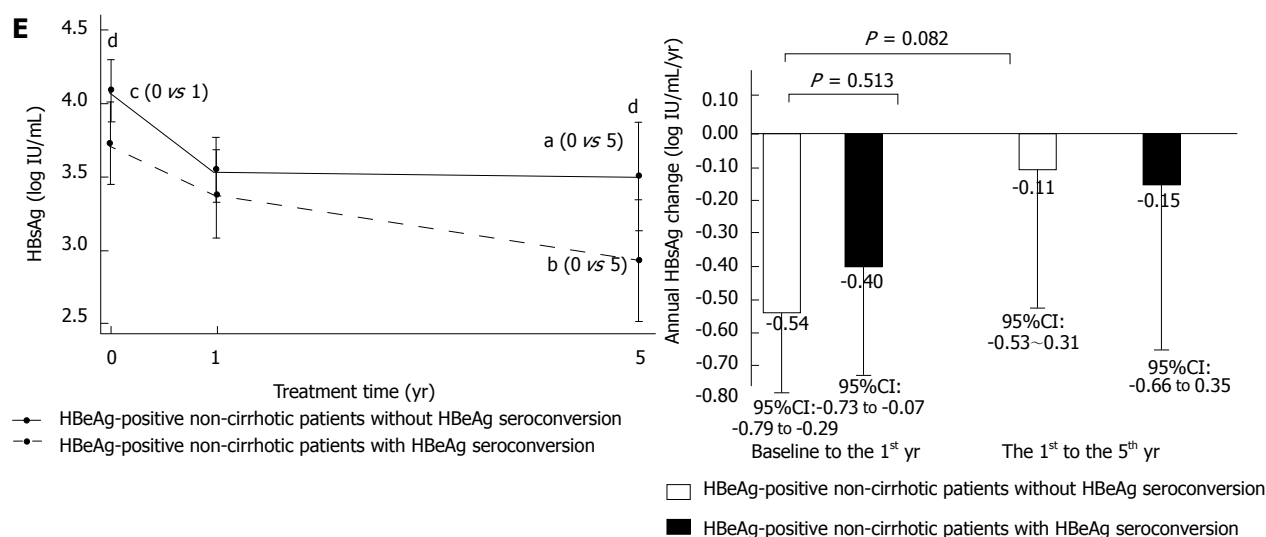 E
4.5
4.0
3.5
3.0
2.5
HBsAg (log IU/mL)
d
c (0 vs 1)
d
a (0 vs 5)
b (0 vs 5)
0
1
5
Treatment time (yr)
HBeAg-positive non-cirrhotic patients without HBeAg seroconversion
HBeAg-positive non-cirrhotic patients with HBeAg seroconversion
P = 0.082
P = 0.513
Annual HBsAg change (log IU/mL/yr)
0.10
0.00
-0.10
-0.20
-0.30
-0.40
-0.50
-0.60
-0.70
-0.80
-0.54
-0.40
-0.11
-0.15
95%CI:
-0.79 to -0.29
95%CI:
-0.73 to -0.07
95%CI:
-0.53~0.31
95%CI:
-0.66 to 0.35
Baseline to the 1st yr
The 1st to the 5th yr
HBeAg-positive non-cirrhotic patients without HBeAg seroconversion
HBeAg-positive non-cirrhotic patients with HBeAg seroconversion